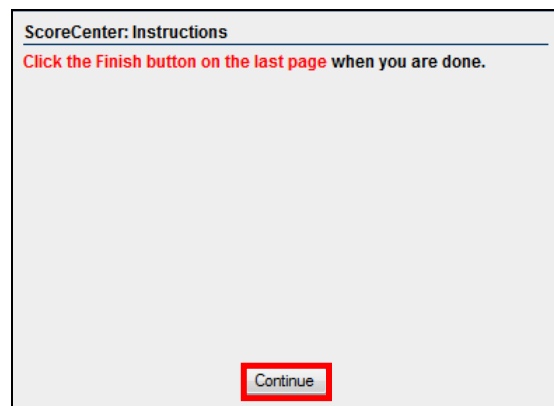 ScoreCenter: Instructions
Click the Finish button on the last page when you are done.
Continue